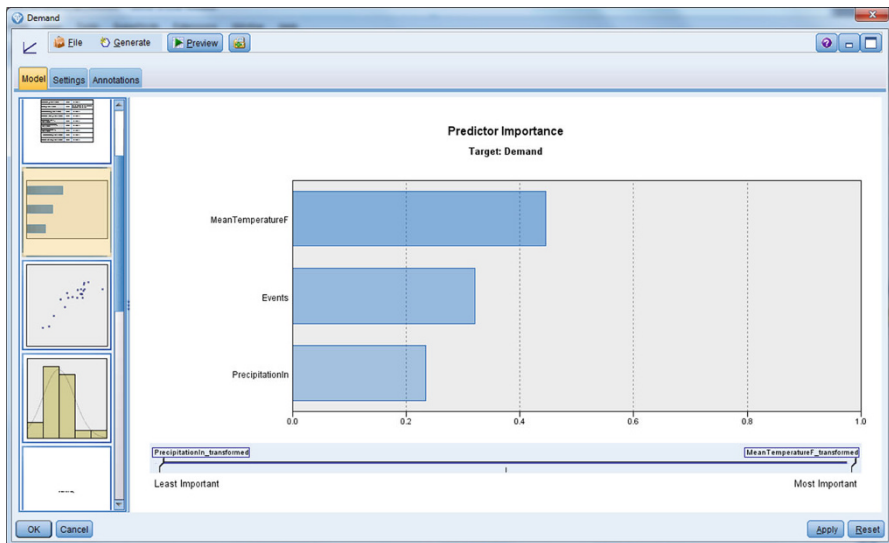 Demand
File Generate Preview
Model Settings Annotations
Predictor Importance
Target: Demand
MeanTemperatureF
Events
PrecipitationIn
0.0 0.2 0.4 0.6 0.8 1.0
PrecipitationIn_transformed MeanTemperatureF_transformed
Least Important Most Important
OK Cancel Apply Reset